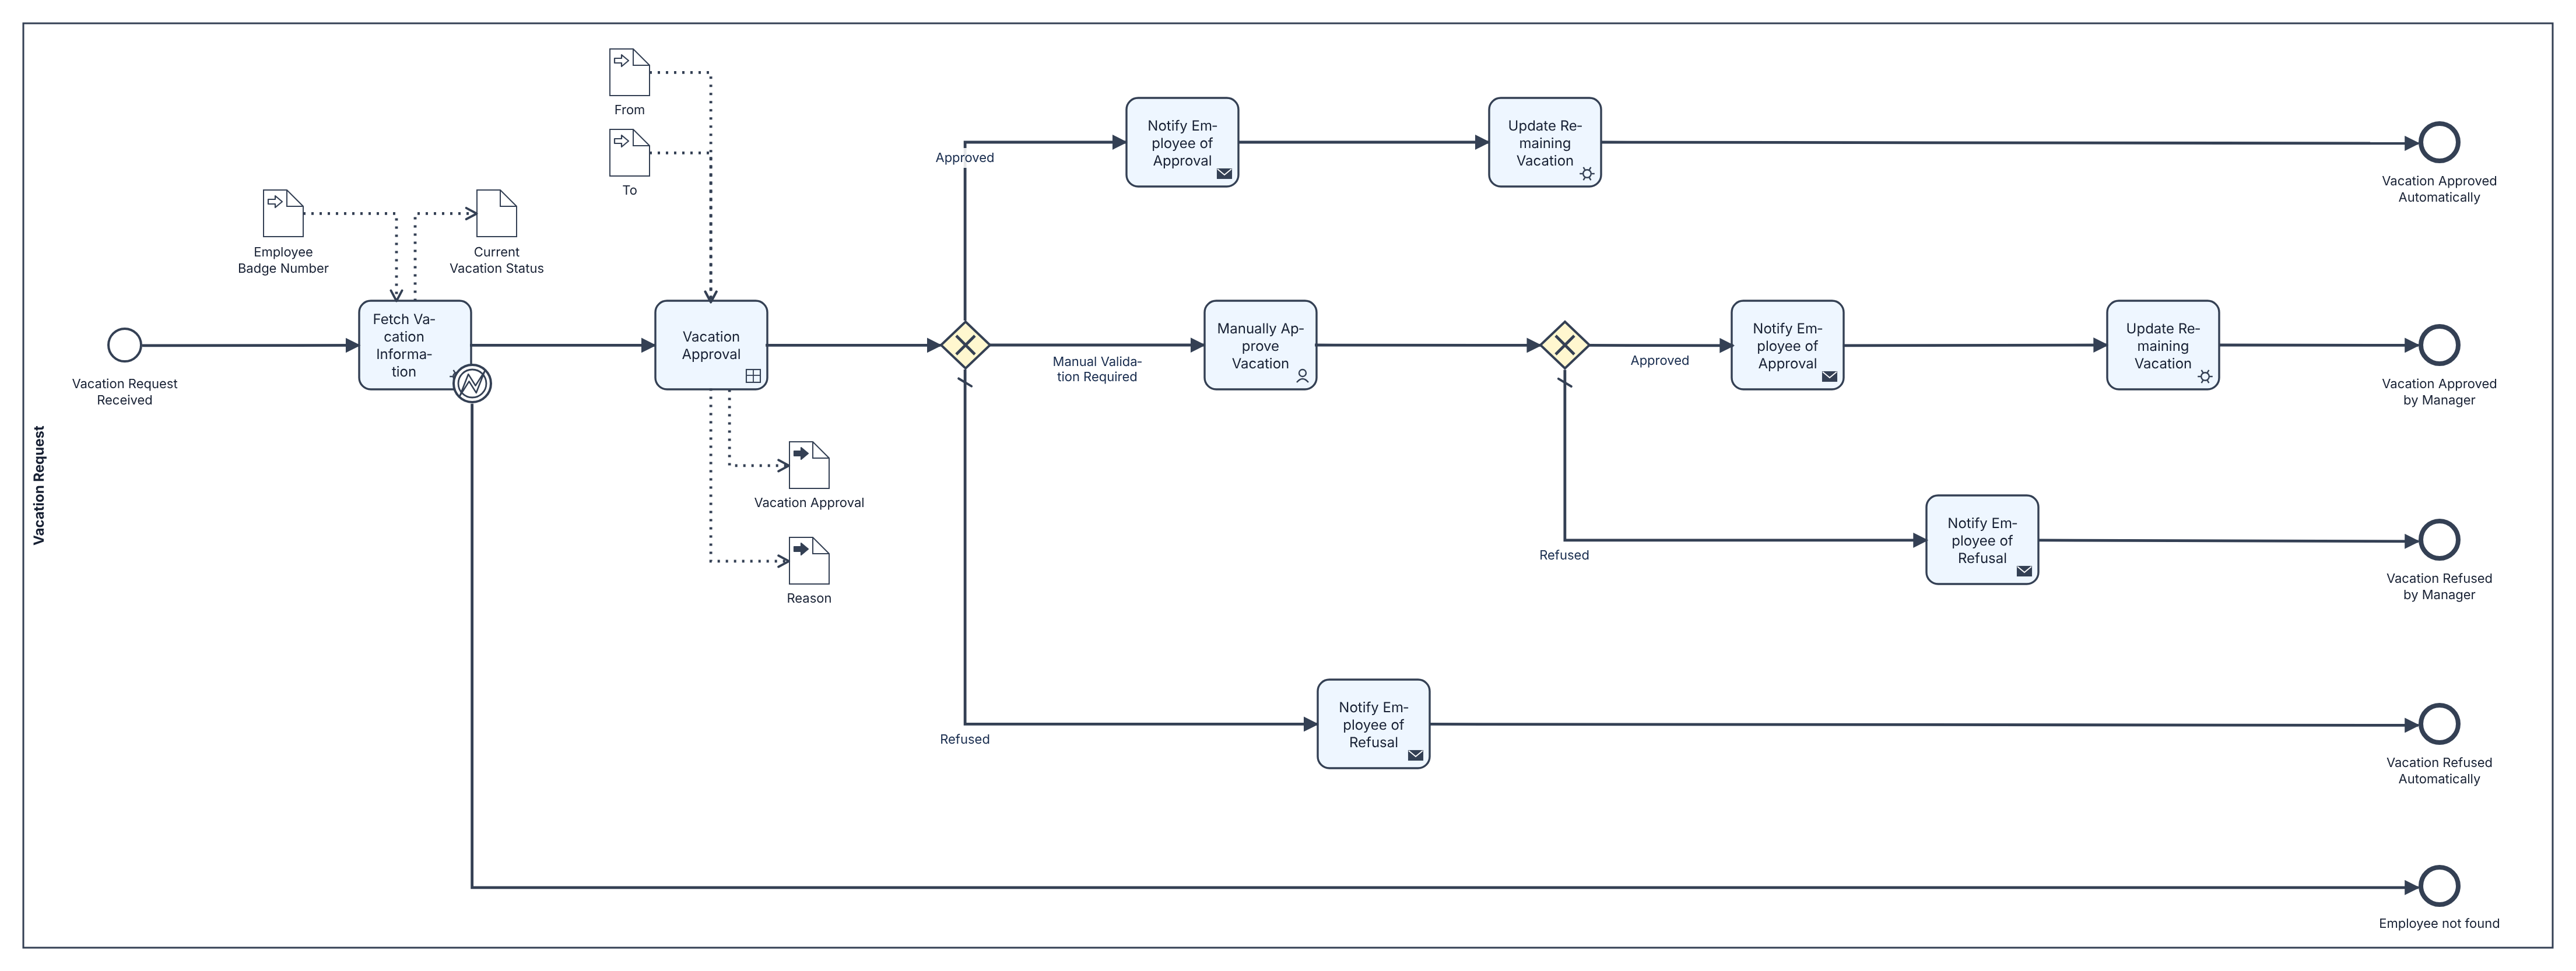 Vacation Request
From
To
Employee
Badge Number
Current
Vacation Status
Vacation Request
Received
Fetch Va-
cation
Informa-
tion
Vacation
Approval
Vacation Approval
Reason
Approved
Notify Em-
ployee of
Approval
Update Re-
maining
Vacation
Vacation Approved
Automatically
Manual Valida-
tion Required
Manually Ap-
prove
Vacation
Approved
Notify Em-
ployee of
Approval
Update Re-
maining
Vacation
Vacation Approved
by Manager
Refused
Notify Em-
ployee of
Refusal
Vacation Refused
by Manager
Refused
Notify Em-
ployee of
Refusal
Vacation Refused
Automatically
Employee not found